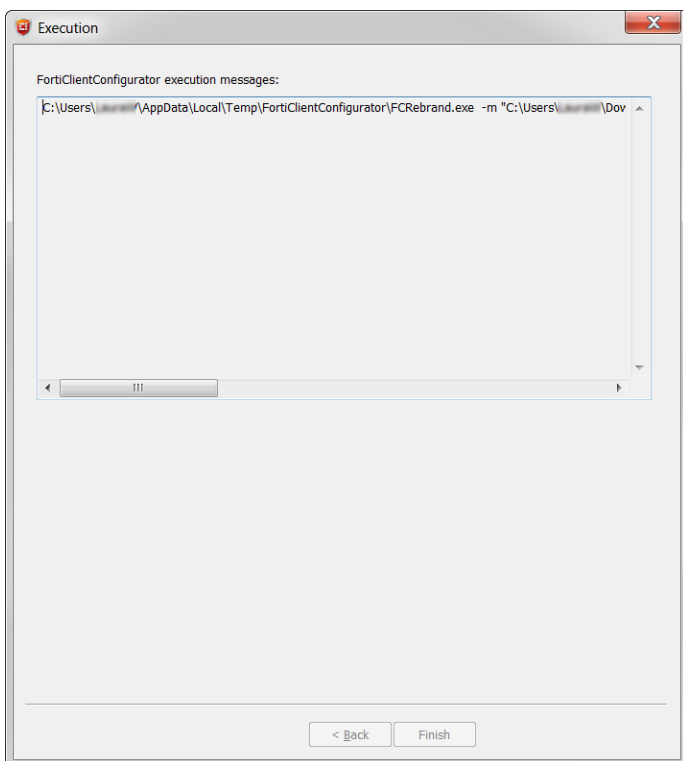 Execution
FortiClientConfigurator execution messages:
C:\Users\ \AppData\Local\Temp\FortiClientConfigurator\FCRebrand.exe -m "C:\Users\ \Dov
< Back
Finish